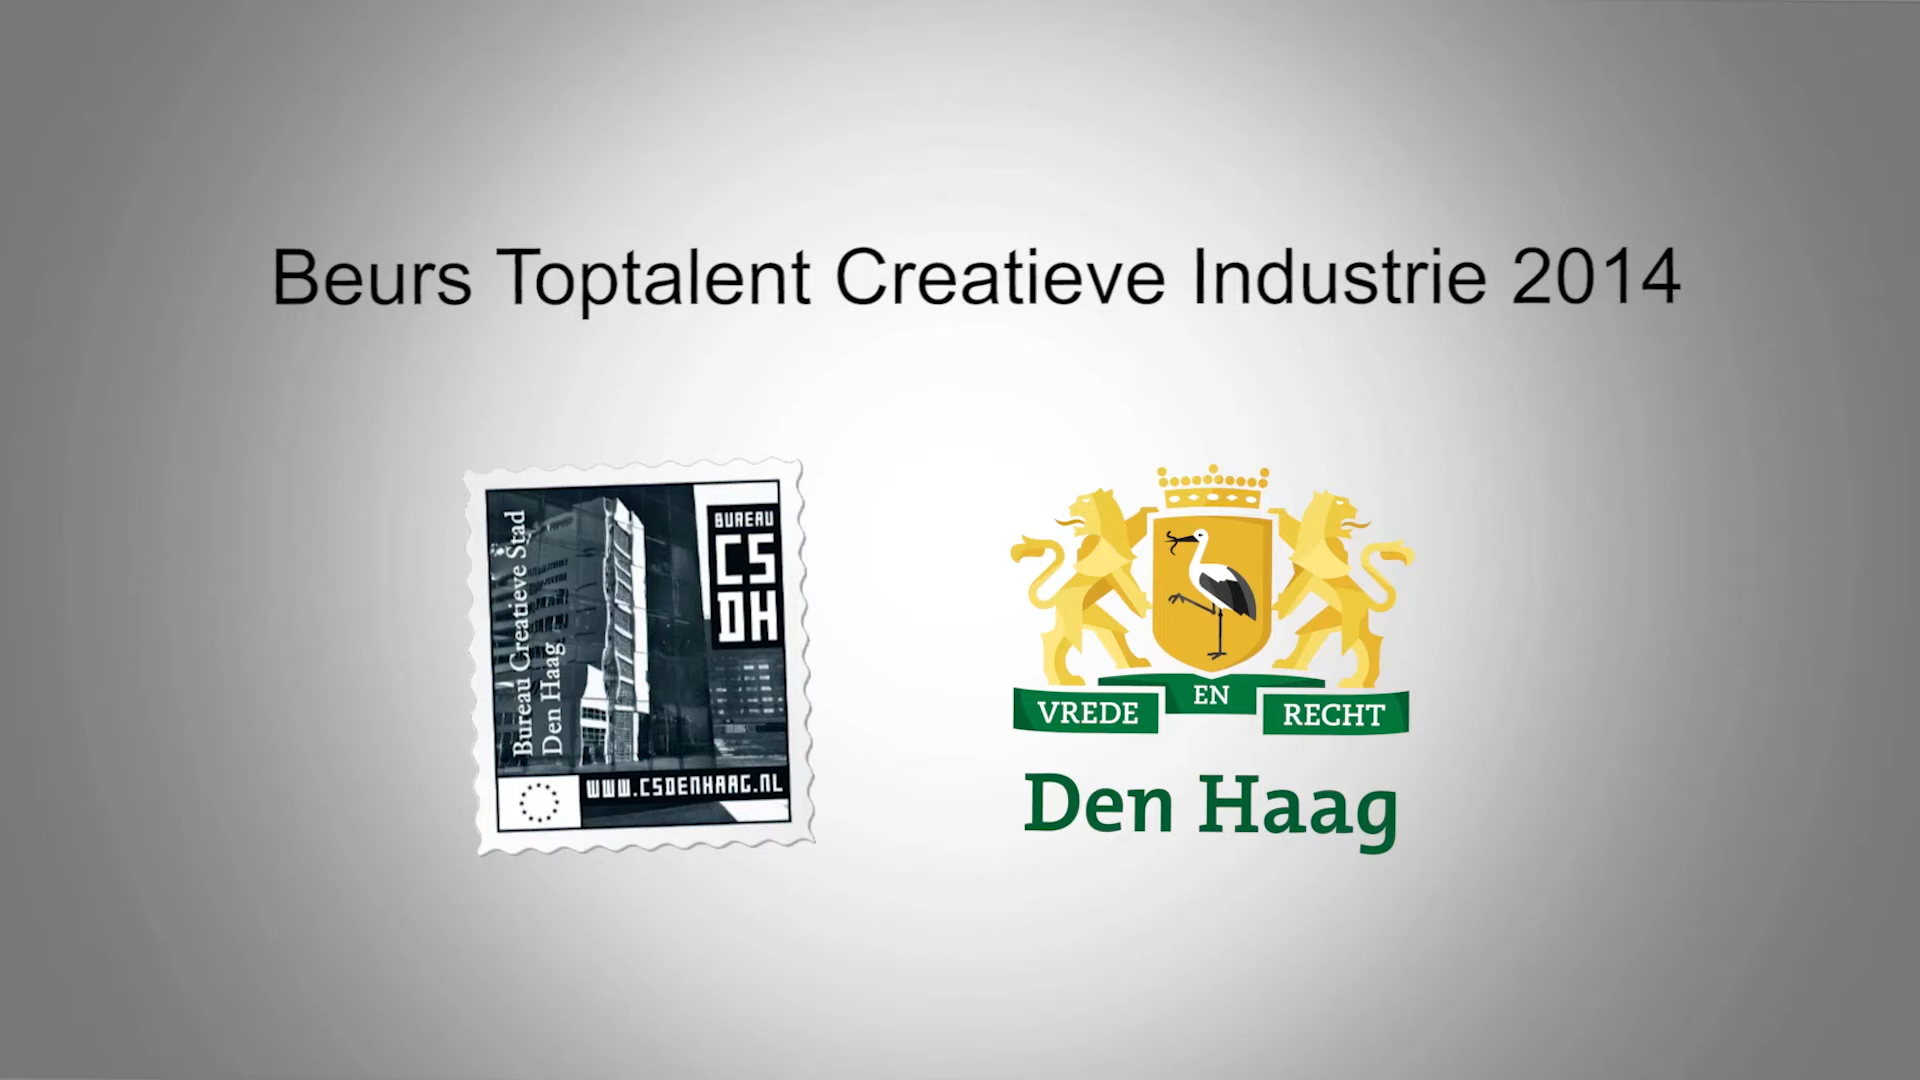 Beurs Toptalent Creatieve Industrie 2014
Bureau Creatieve Stad
Den Haag
BUREAU
CS
DH
WWW.CSDENHAAG.NL
VREDE EN RECHT
Den Haag